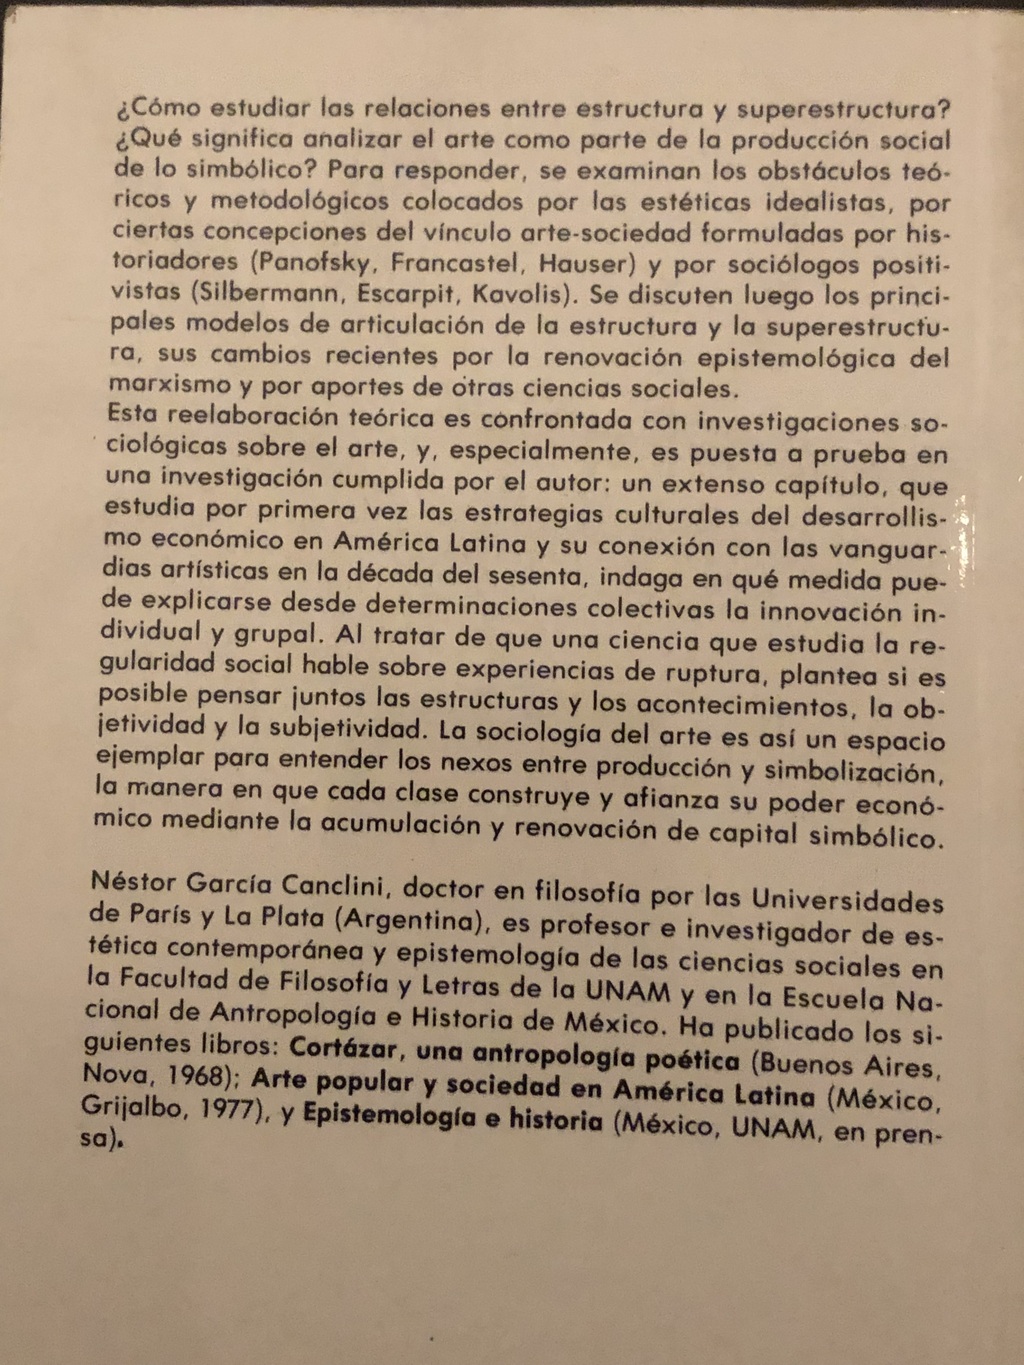 ¿Cómo estudiar las relaciones entre estructura y superestructura?
¿Qué significa analizar el arte como parte de la producción social
de lo simbólico? Para responder, se examinan los obstáculos teó-
ricos y metodológicos colocados por las estéticas idealistas, por
ciertas concepciones del vínculo arte-sociedad formuladas por his-
toriadores (Panofsky, Francastel, Hauser) y por sociólogos positi-
vistas (Silbermann, Escarpit, Kavolis). Se discuten luego los princi-
pales modelos de articulación de la estructura y la superestructu-
ra, sus cambios recientes por la renovación epistemológica del
marxismo y por aportes de otras ciencias sociales.
Esta reelaboración teórica es confrontada con investigaciones so-
ciológicas sobre el arte, y, especialmente, es puesta a prueba en
una investigación cumplida por el autor: un extenso capítulo, que
estudia por primera vez las estrategias culturales del desarrollis-
mo económico en América Latina y su conexión con las vanguar-
dias artísticas en la década del sesenta, indaga en qué medida pue-
de explicarse desde determinaciones colectivas la innovación in-
dividual y grupal. Al tratar de que una ciencia que estudia la re-
gularidad social hable sobre experiencias de ruptura, plantea si es
posible pensar juntos las estructuras y los acontecimientos, la ob-
jetividad y la subjetividad. La sociología del arte es así un espacio
ejemplar para entender los nexos entre producción y simbolización,
la manera en que cada clase construye y afianza su poder econó-
mico mediante la acumulación y renovación de capital simbólico.
Néstor García Canclini, doctor en filosofía por las Universidades
de París y La Plata (Argentina), es profesor e investigador de es-
tética contemporánea y epistemología de las ciencias sociales en
la Facultad de Filosofía y Letras de la UNAM y en la Escuela Na-
cional de Antropología e Historia de México. Ha publicado los si-
guientes libros: Cortázar, una antropología poética (Buenos Aires,
Nova, 1968); Arte popular y sociedad en América Latina (México,
Grijalbo, 1977), y Epistemología e historia (México, UNAM, en pren-
sa).